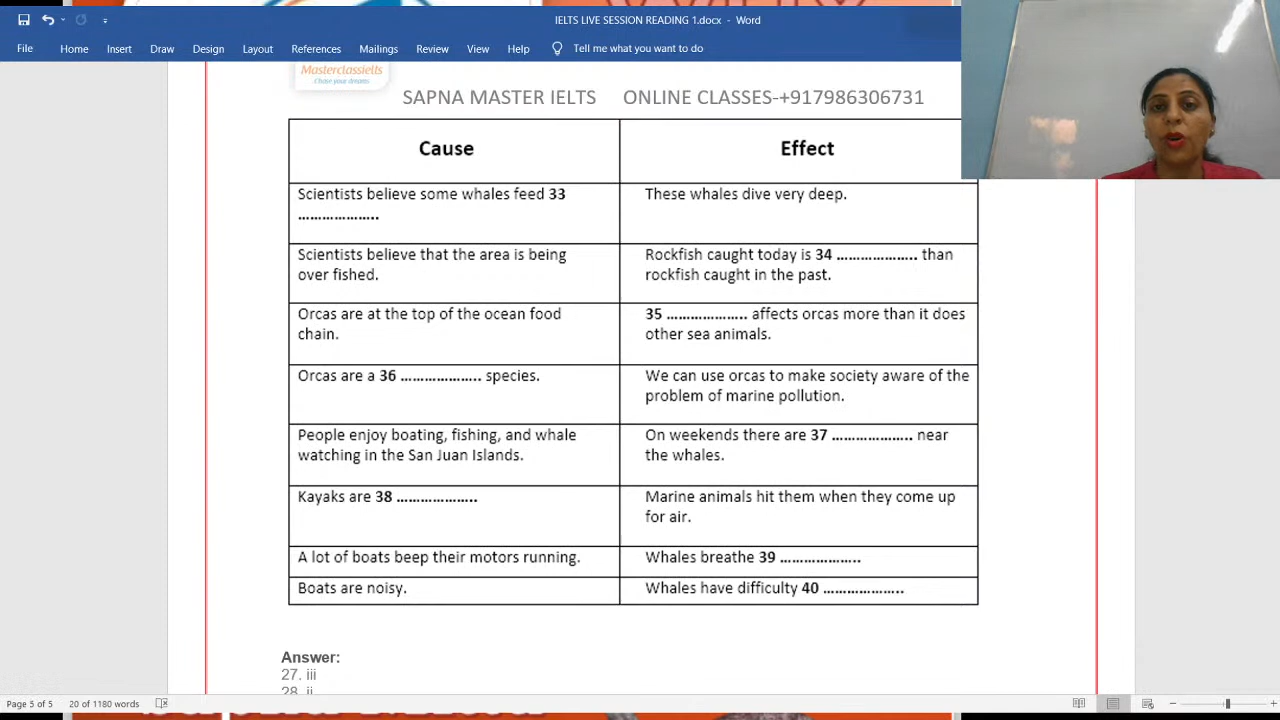 IELTS LIVE SESSION READING 1.docx - Word
File Home Insert Draw Design Layout References Mailings Review View Help Tell me what you want to do
Masterclassielts
Chase your dreams
SAPNA MASTER IELTS ONLINE CLASSES-+917986306731
Cause Effect
Scientists believe some whales feed 33 These whales dive very deep.
………………..
Scientists believe that the area is being Rockfish caught today is 34 ……………….. than
over fished. rockfish caught in the past.
Orcas are at the top of the ocean food 35 ……………….. affects orcas more than it does
chain. other sea animals.
Orcas are a 36 ……………….. species. We can use orcas to make society aware of the
problem of marine pollution.
People enjoy boating, fishing, and whale On weekends there are 37 ……………….. near
watching in the San Juan Islands. the whales.
Kayaks are 38 ……………….. Marine animals hit them when they come up
for air.
A lot of boats beep their motors running. Whales breathe 39 ………………..
Boats are noisy. Whales have difficulty 40 ………………..
Answer:
27. iii
28. ii
Page 5 of 5 20 of 1180 words